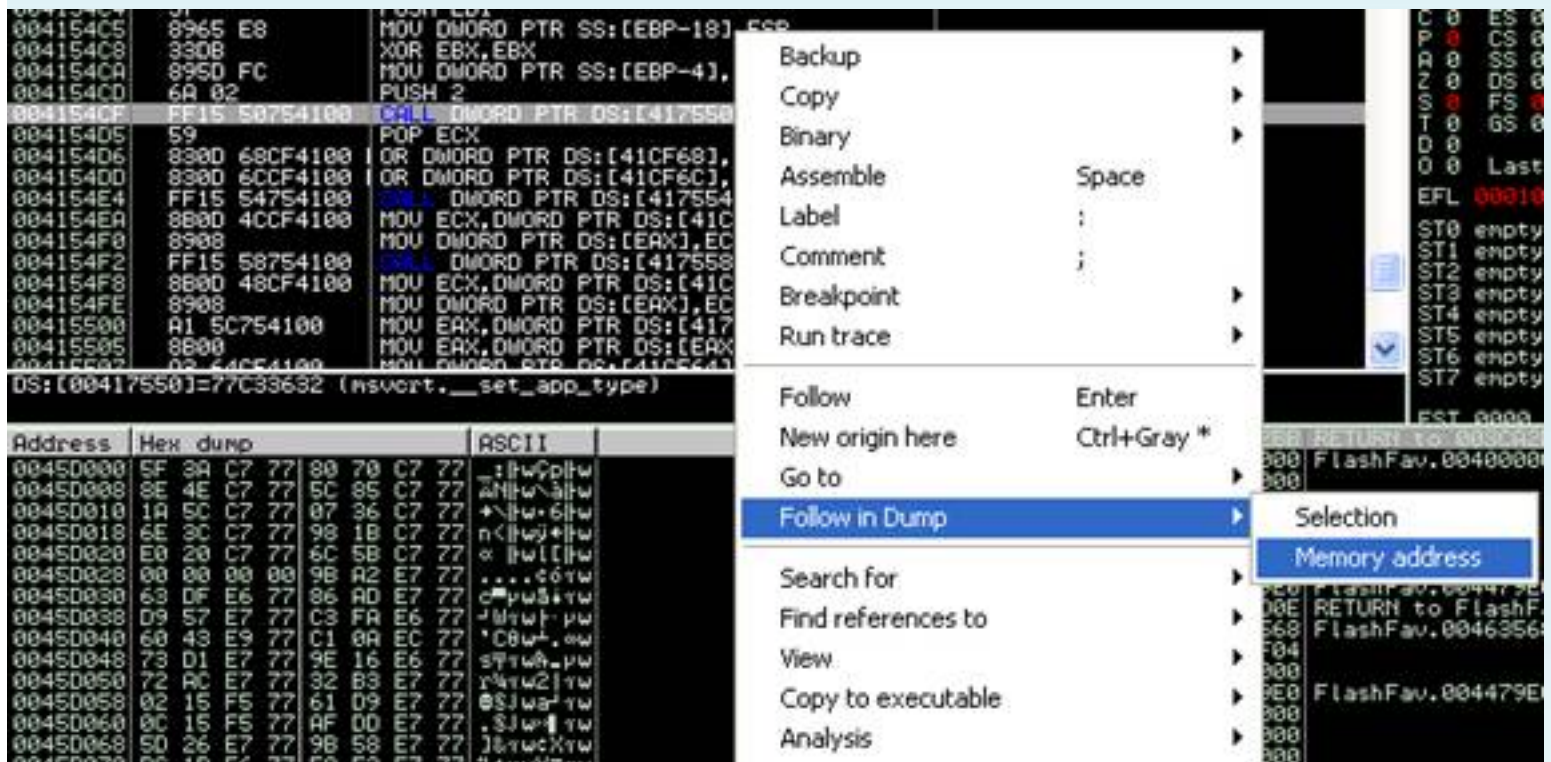 004154C5 8965 E8 MOV DWORD PTR SS:[EBP-18],ESP
004154C8 33DB XOR EBX,EBX
004154CA 895D FC MOV DWORD PTR SS:[EBP-4],
004154CD 6A 02 PUSH 2
004154CF FF15 50754100 CALL DWORD PTR DS:[417550
004154D5 59 POP ECX
004154D6 830D 68CF4100 OR DWORD PTR DS:[41CF68],
004154DD 830D 6CCF4100 OR DWORD PTR DS:[41CF6C],
004154E4 FF15 54754100 CALL DWORD PTR DS:[417554
004154EA 8B0D 4CCF4100 MOV ECX,DWORD PTR DS:[41C
004154F0 8908 MOV DWORD PTR DS:[EAX],EC
004154F2 FF15 58754100 CALL DWORD PTR DS:[417558
004154F8 8B0D 48CF4100 MOV ECX,DWORD PTR DS:[41C
004154FE 8908 MOV DWORD PTR DS:[EAX],EC
00415500 A1 5C754100 MOV EAX,DWORD PTR DS:[417
00415505 8B00 MOV EAX,DWORD PTR DS:[EAX
DS:[00417550]=77C33632 (msvcrt.__set_app_type)
Address Hex dump ASCII
0045D000 5F 3A C7 77 80 70 C7 77
0045D008 8E 4E C7 77 5C 85 C7 77
0045D010 1A 5C C7 77 07 36 C7 77
0045D018 6E 3C C7 77 98 1B C7 77
0045D020 E0 20 C7 77 6C 5B C7 77
0045D028 00 00 00 00 9B A2 E7 77
0045D030 63 DF E6 77 86 AD E7 77
0045D038 D9 57 E7 77 C3 FA E6 77
0045D040 60 43 E9 77 C1 0A EC 77
0045D048 73 D1 E7 77 9E 16 E6 77
0045D050 72 AC E7 77 32 B3 E7 77
0045D058 02 15 F5 77 61 D9 E7 77
0045D060 0C 15 F5 77 AF DD E7 77
0045D068 5D 26 E7 77 9B 58 E7 77
Backup
Copy
Binary
Assemble Space
Label :
Comment ;
Breakpoint
Run trace
Follow Enter
New origin here Ctrl+Gray *
Go to
Follow in Dump
Search for
Find references to
View
Copy to executable
Analysis
Selection
Memory address
C 0 ES
P 0 CS
A 0 SS
Z 0 DS
S 0 FS
T 0 GS
D 0
O 0 Last
EFL 00010
ST0 empty
ST1 empty
ST2 empty
ST3 empty
ST4 empty
ST5 empty
ST6 empty
ST7 empty
FlashFav.0040000
RETURN to FlashF
FlashFav.0046356
FlashFav.004479E